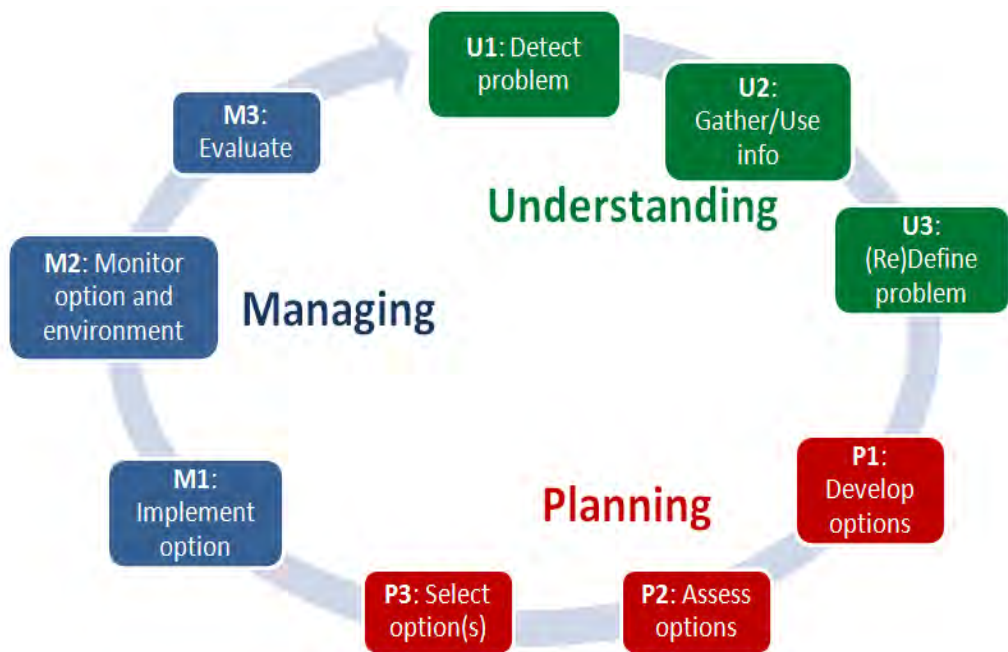 U1: Detect
problem
U2:
Gather/Use
info
U3:
(Re)Define
problem
Understanding
P1:
Develop
options
P2: Assess
options
P3: Select
option(s)
Planning
M1:
Implement
option
M2: Monitor
option and
environment
M3:
Evaluate
Managing